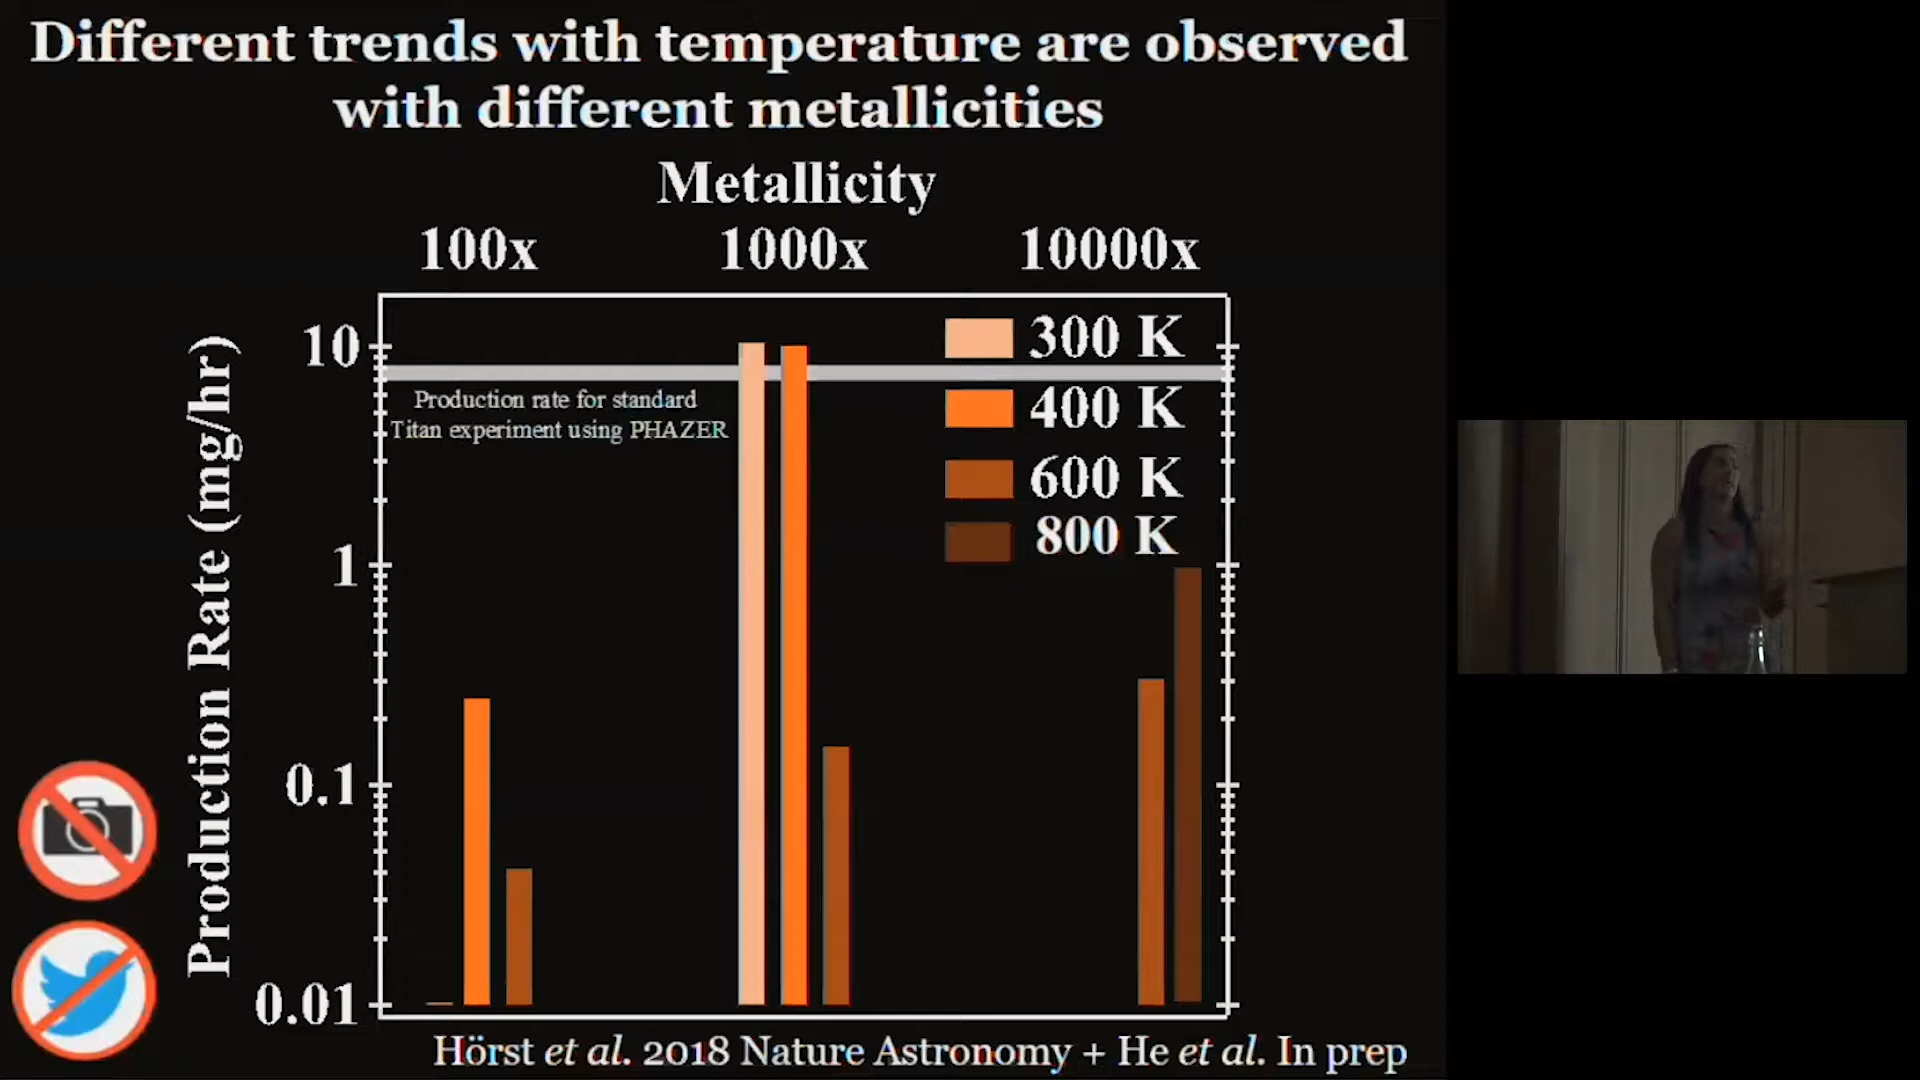 Different trends with temperature are observed
with different metallicities
Metallicity
100x 1000x 10000x
Production Rate (mg/hr)
10
1
0.1
0.01
Production rate for standard
Titan experiment using PHAZER
300 K
400 K
600 K
800 K
Hörst et al. 2018 Nature Astronomy + He et al. In prep